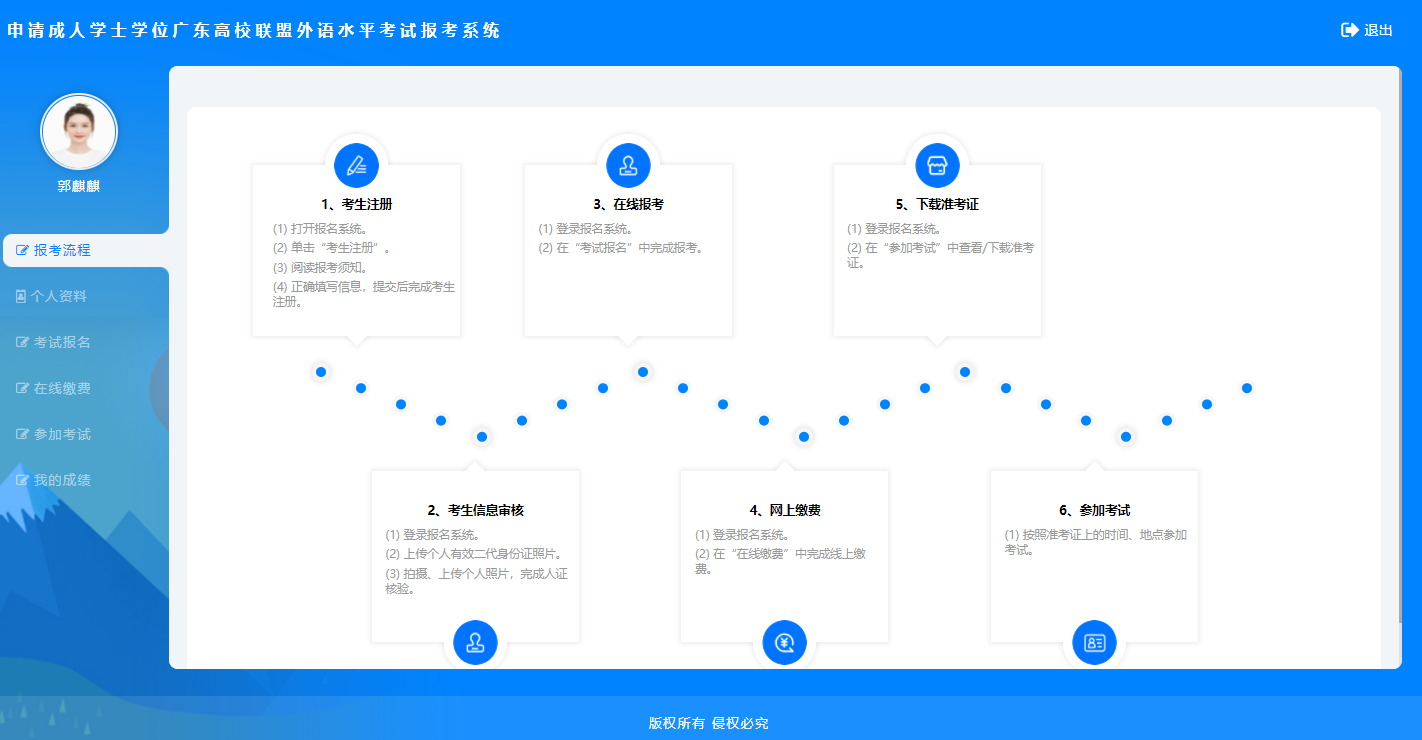 申请成人学士学位广东高校联盟外语水平考试报考系统
退出
郭麒麒
报考流程
个人资料
考试报名
在线缴费
参加考试
我的成绩
1、考生注册
(1) 打开报名系统。
(2) 单击“考生注册”。
(3) 阅读报考须知。
(4) 正确填写信息，提交后完成考生
注册。
3、在线报考
(1) 登录报名系统。
(2) 在“考试报名”中完成报考。
5、下载准考证
(1) 登录报名系统。
(2) 在“参加考试”中查看/下载准考
证。
2、考生信息审核
(1) 登录报名系统。
(2) 上传个人有效二代身份证照片。
(3) 拍摄、上传个人照片，完成人证
核验。
4、网上缴费
(1) 登录报名系统。
(2) 在“在线缴费”中完成线上缴
费。
6、参加考试
(1) 按照准考证上的时间、地点参加
考试。
版权所有 侵权必究